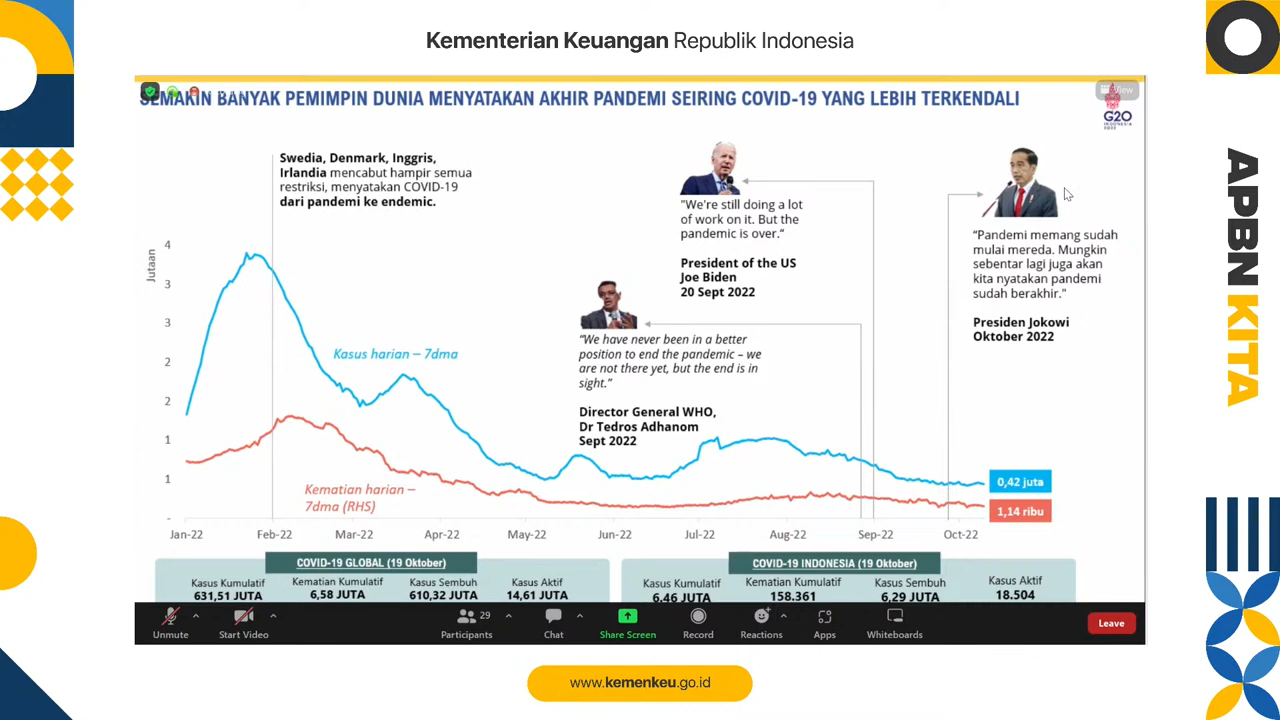 Kementerian Keuangan Republik Indonesia
SEMAKIN BANYAK PEMIMPIN DUNIA MENYATAKAN AKHIR PANDEMI SEIRING COVID-19 YANG LEBIH TERKENDALI
View
G20
INDONESIA
2022
Swedia, Denmark, Inggris,
Irlandia mencabut hampir semua
restriksi, menyatakan COVID-19
dari pandemi ke endemic.
"We're still doing a lot
of work on it. But the
pandemic is over."
President of the US
Joe Biden
20 Sept 2022
“Pandemi memang sudah
mulai mereda. Mungkin
sebentar lagi juga akan
kita nyatakan pandemi
sudah berakhir."
Presiden Jokowi
Oktober 2022
“We have never been in a better
position to end the pandemic – we
are not there yet, but the end is in
sight.”
Director General WHO,
Dr Tedros Adhanom
Sept 2022
Jutaan
4
3
3
2
2
1
1
-
Kasus harian – 7dma
Kematian harian –
7dma (RHS)
0,42 juta
1,14 ribu
Jan-22 Feb-22 Mar-22 Apr-22 May-22 Jun-22 Jul-22 Aug-22 Sep-22 Oct-22
COVID-19 GLOBAL (19 Oktober)
Kasus Kumulatif Kematian Kumulatif Kasus Sembuh Kasus Aktif
631,51 JUTA 6,58 JUTA 610,32 JUTA 14,61 JUTA
COVID-19 INDONESIA (19 Oktober)
Kasus Kumulatif Kematian Kumulatif Kasus Sembuh Kasus Aktif
6,46 JUTA 158.361 6,29 JUTA 18.504
29
Unmute Start Video Participants Chat Share Screen Record Reactions Apps Whiteboards
Leave
www.kemenkeu.go.id
APBN KITA